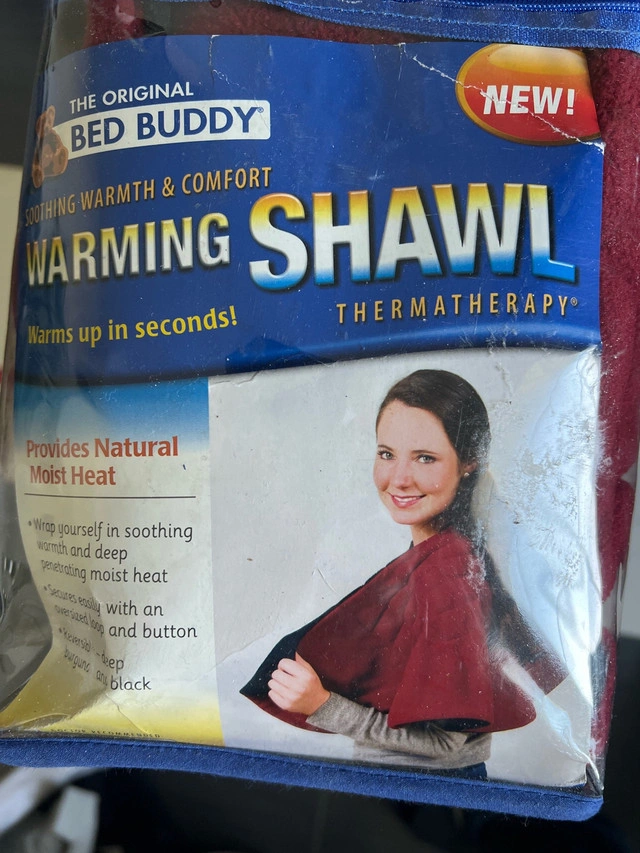 THE ORIGINAL
BED BUDDY®
NEW!
SOOTHING WARMTH & COMFORT
WARMING SHAWL
THERMATHERAPY®
Warms up in seconds!
Provides Natural
Moist Heat
• Wrap yourself in soothing
warmth and deep
penetrating moist heat
• Secures easily with an
oversized loop and button
• Reversible - deep
burgundy and black